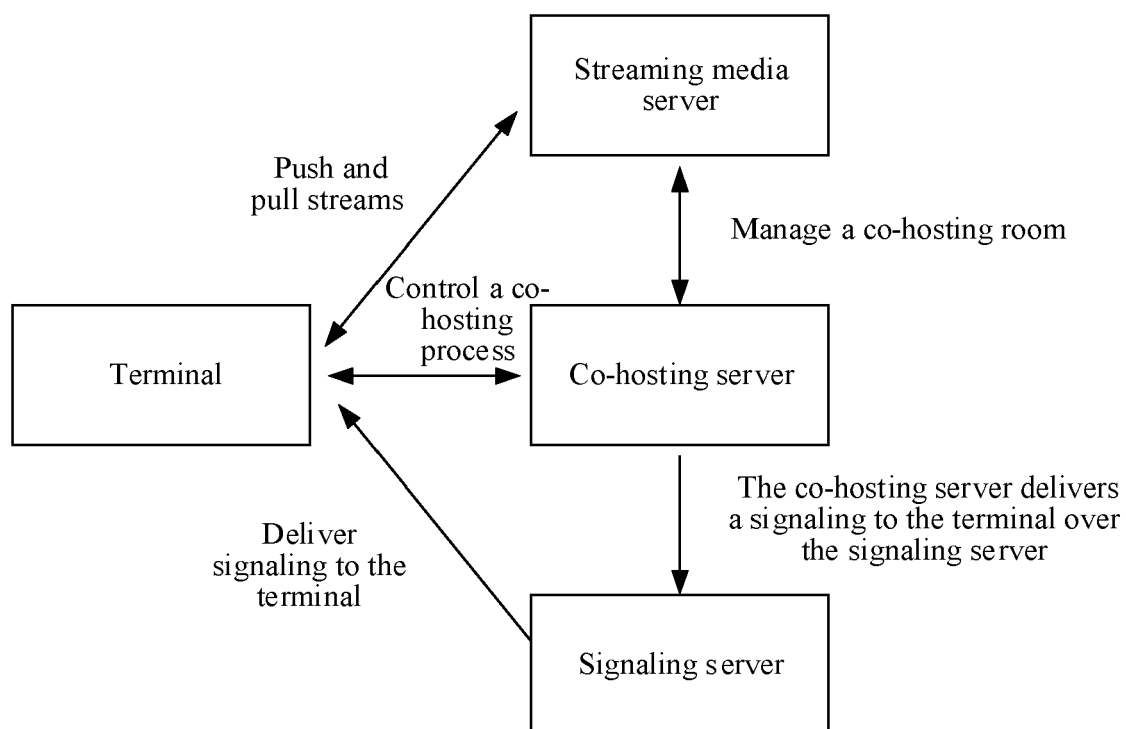 Streaming media
server
Push and
pull streams
Manage a co-hosting room
Control a co-
hosting
process
Terminal
Co-hosting server
The co-hosting server delivers
a signaling to the terminal over
the signaling server
Deliver
signaling to the
terminal
Signaling server